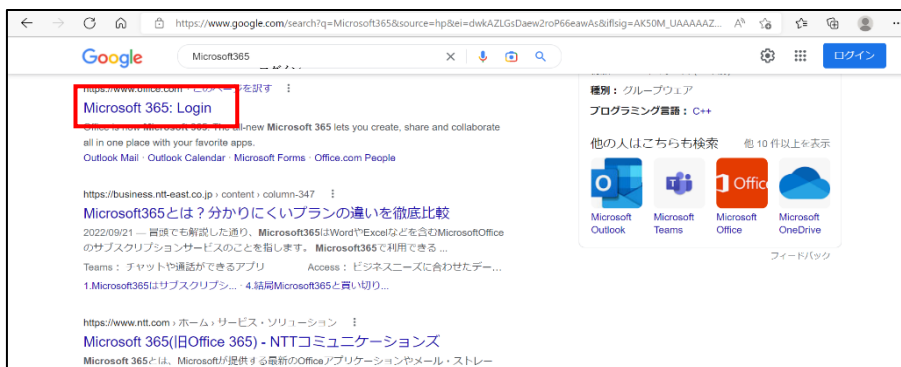 https://www.google.com/search?q=Microsoft365&source=hp&ei=dwkAZLGsDaew2roP66eawAs&iflsig=AK50M_UAAAAAZ...
Google
Microsoft365
ログイン
https://www.office.com · このページを訳す
Microsoft 365: Login
Office is now Microsoft 365. The all-new Microsoft 365 lets you create, share and collaborate
all in one place with your favorite apps.
Outlook Mail · Outlook Calendar · Microsoft Forms · Office.com People
https://business.ntt-east.co.jp › content › column-347
Microsoft365とは？分かりにくいプランの違いを徹底比較
2022/09/21 — 冒頭でも解説した通り、Microsoft365はWordやExcelなどを含むMicrosoftOffice
のサブスクリプションサービスのことを指します。 Microsoft365で利用できる ...
Teams： チャットや通話ができるアプリ Access： ビジネスニーズに合わせたデー...
1.Microsoft365はサブスクリプシ... · 4.結局Microsoft365と買い切り...
https://www.ntt.com › ホーム › サービス・ソリューション
Microsoft 365(旧Office 365) - NTTコミュニケーションズ
Microsoft 365とは、Microsoftが提供する最新のOfficeアプリケーションやメール・ストレー
種別： グループウェア
プログラミング言語： C++
他の人はこちらも検索
他 10 件以上を表示
Office
Microsoft Outlook
Microsoft Teams
Microsoft Office
Microsoft OneDrive
フィードバック